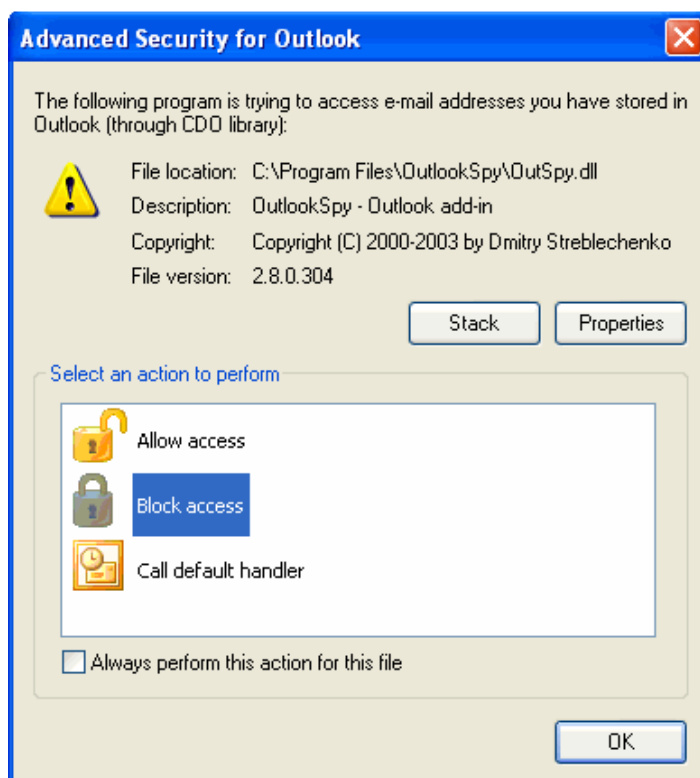 Advanced Security for Outlook
The following program is trying to access e-mail addresses you have stored in
Outlook (through CDO library):
File location: C:\Program Files\OutlookSpy\OutSpy.dll
Description: OutlookSpy - Outlook add-in
Copyright: Copyright (C) 2000-2003 by Dmitry Streblechenko
File version: 2.8.0.304
Stack Properties
Select an action to perform
Allow access
Block access
Call default handler
Always perform this action for this file
OK